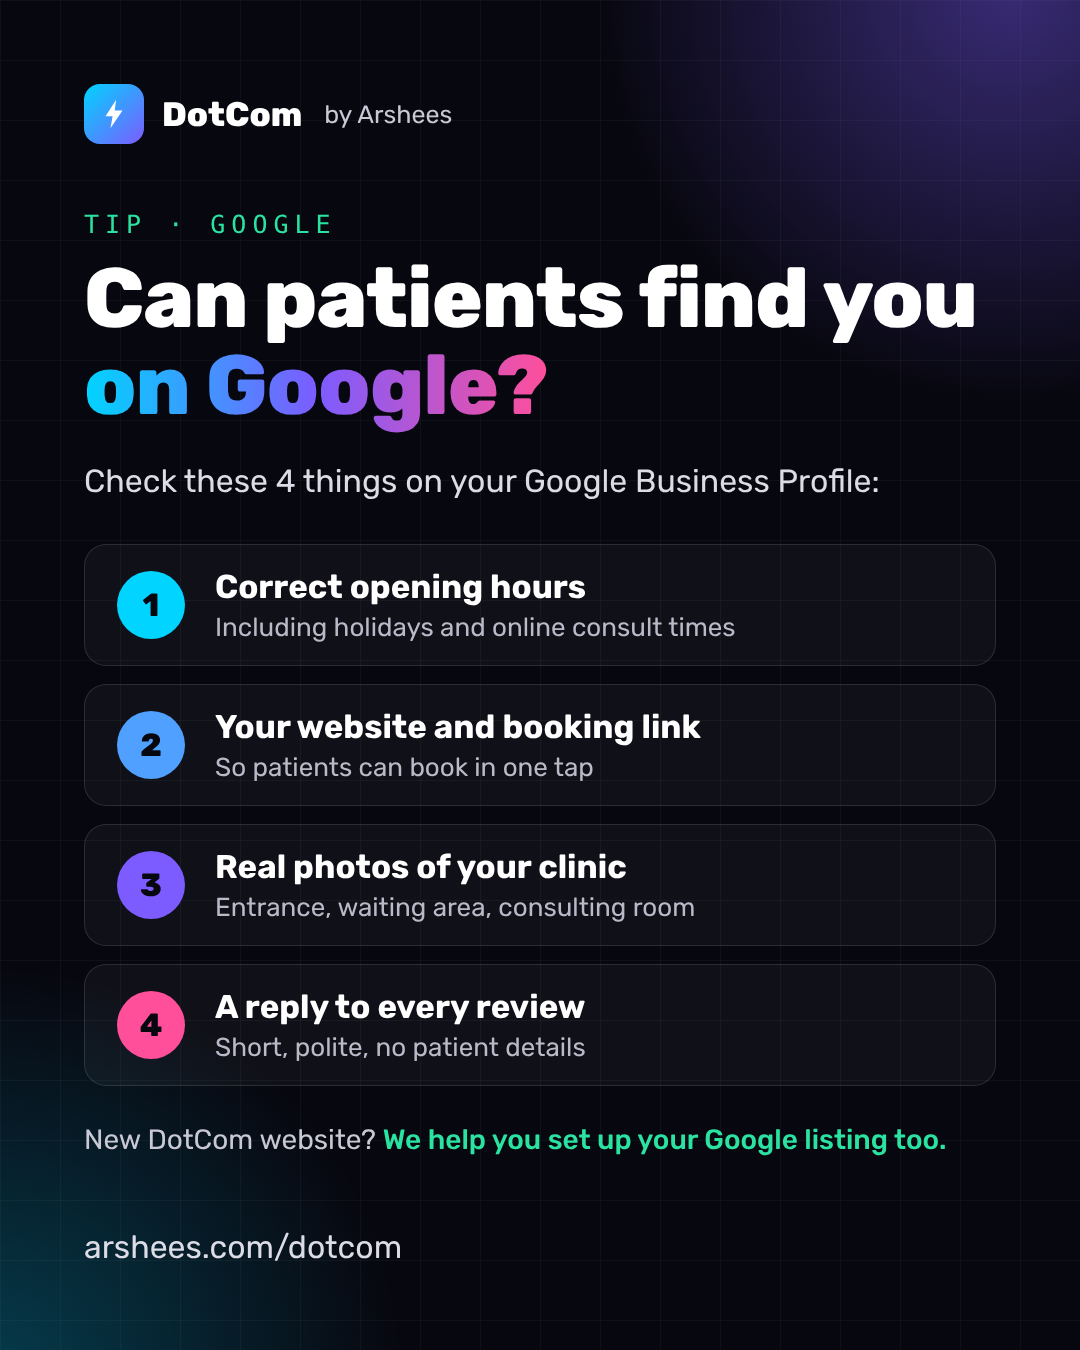 DotCom by Arshees
TIP · GOOGLE
Can patients find you
on Google?
Check these 4 things on your Google Business Profile:
1
Correct opening hours
Including holidays and online consult times
2
Your website and booking link
So patients can book in one tap
3
Real photos of your clinic
Entrance, waiting area, consulting room
4
A reply to every review
Short, polite, no patient details
New DotCom website? We help you set up your Google listing too.
arshees.com/dotcom